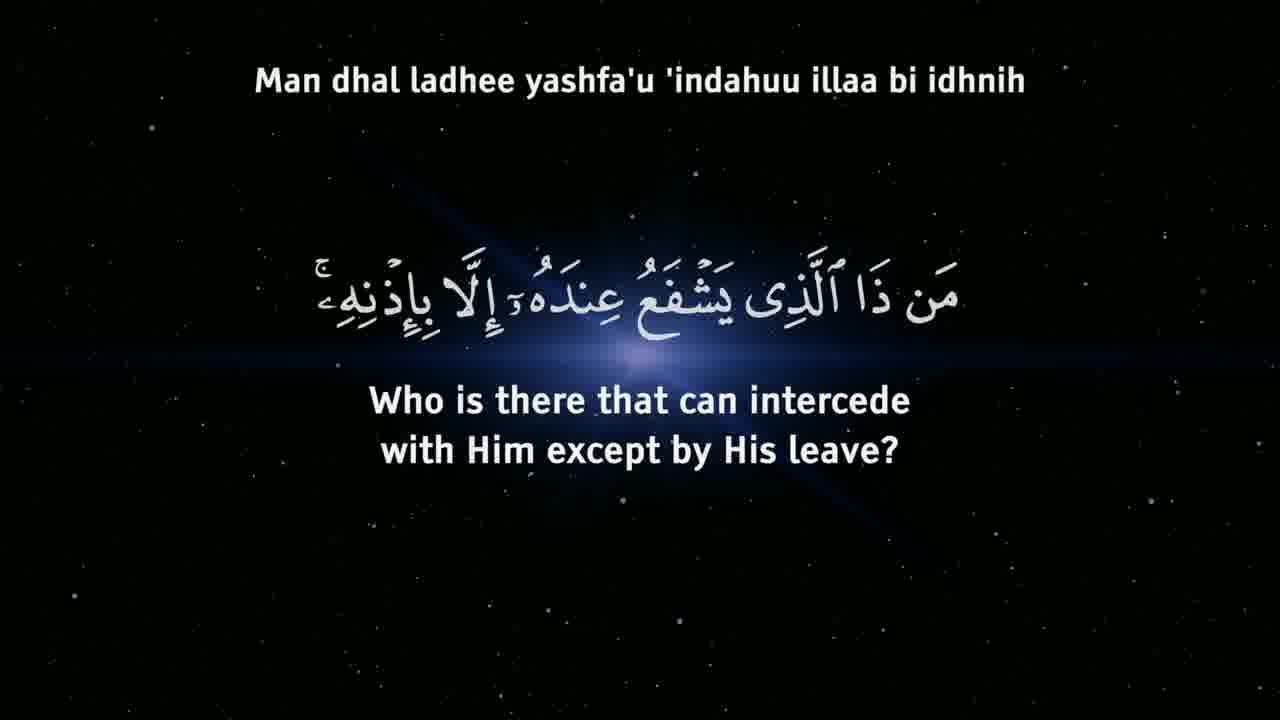 Man dhal ladhee yashfa'u 'indahuu illaa bi idhnih
مَن ذَا ٱلَّذِى يَشْفَعُ عِندَهُۥٓ إِلَّا بِإِذْنِهِۦ ۚ
Who is there that can intercede
with Him except by His leave?